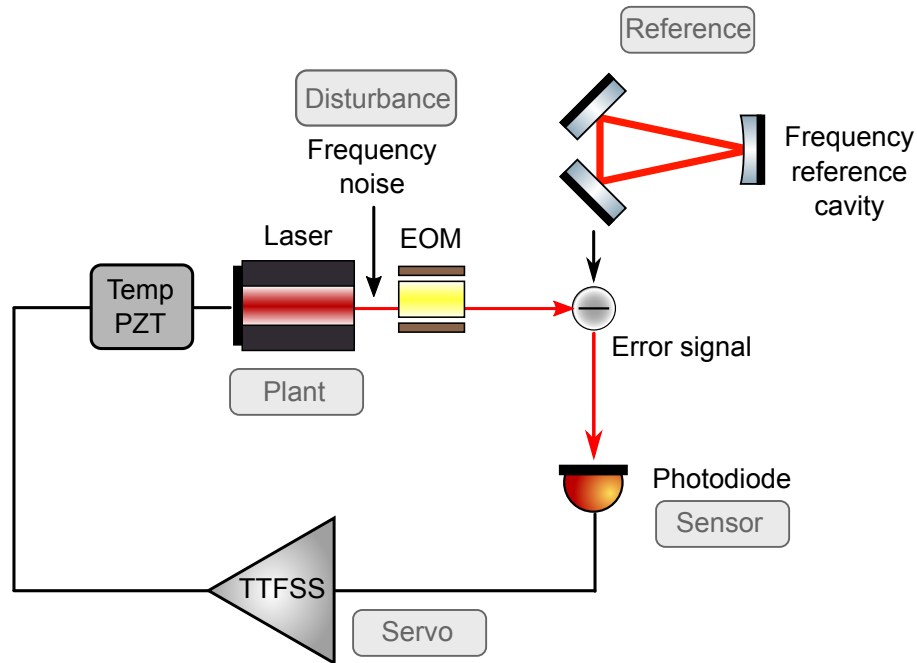 Reference
Disturbance
Frequency
noise
Frequency
reference
cavity
Laser
EOM
Temp
PZT
Error signal
Plant
Photodiode
Sensor
TTFSS
Servo